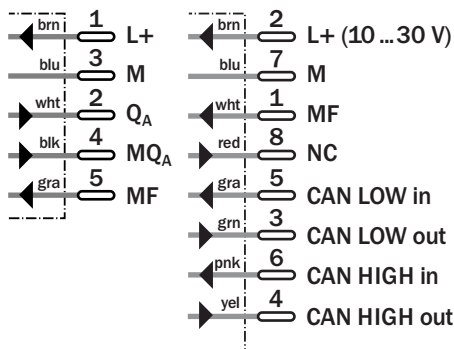 brn 1 L+
blu 3 M
wht 2 QA
blk 4 MQA
gra 5 MF
brn 2 L+ (10 ... 30 V)
blu 7 M
wht 1 MF
red 8 NC
gra 5 CAN LOW in
grn 3 CAN LOW out
pnk 6 CAN HIGH in
yel 4 CAN HIGH out